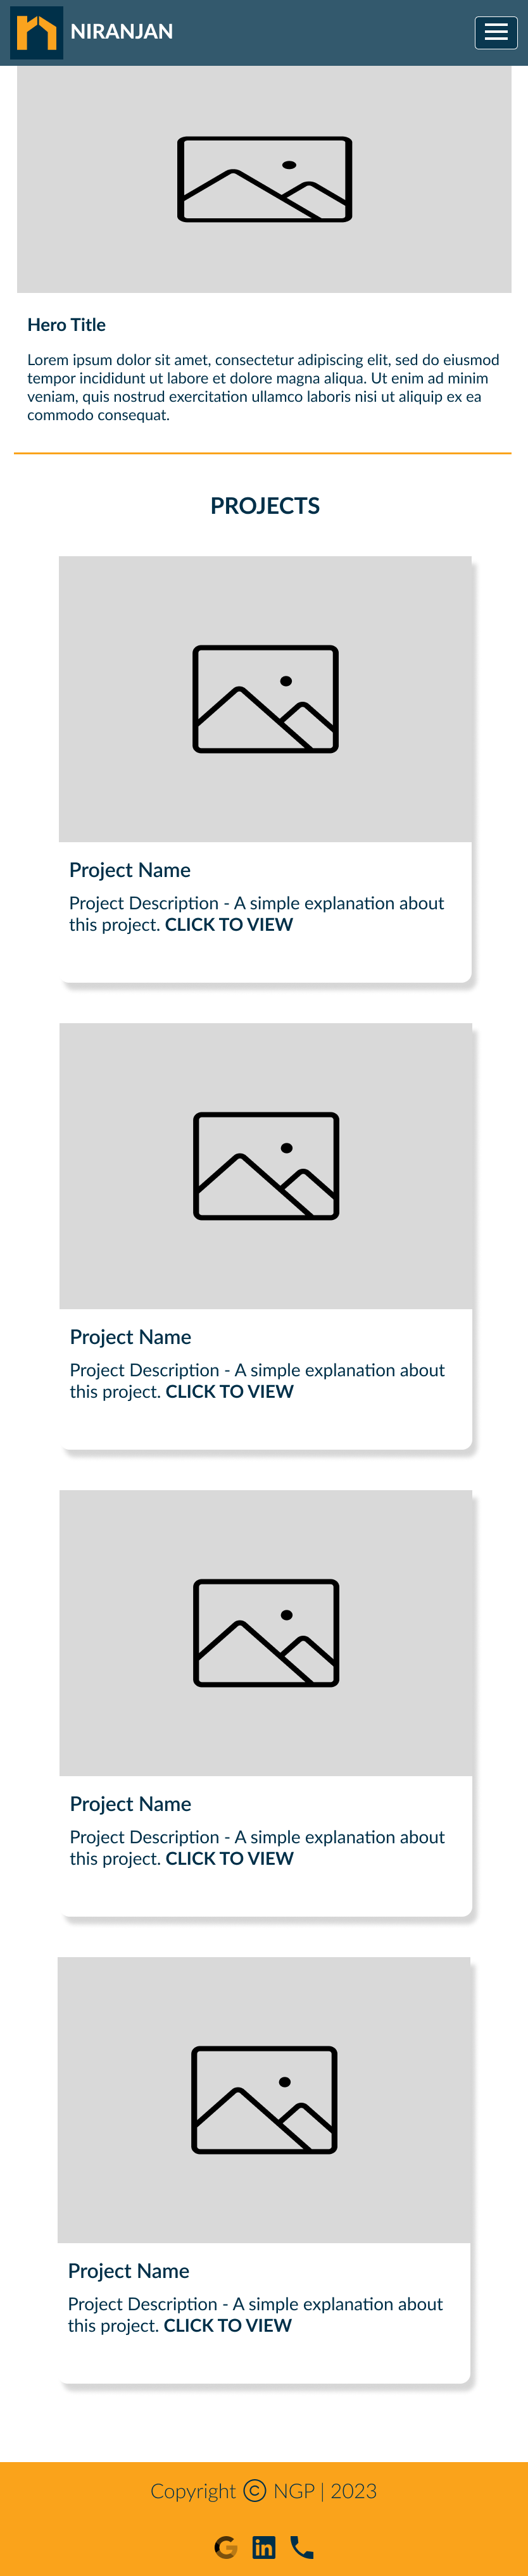 NIRANJAN
Hero Title
Lorem ipsum dolor sit amet, consectetur adipiscing elit, sed do eiusmod
tempor incididunt ut labore et dolore magna aliqua. Ut enim ad minim
veniam, quis nostrud exercitation ullamco laboris nisi ut aliquip ex ea
commodo consequat.
PROJECTS
Project Name
Project Description - A simple explanation about
this project. CLICK TO VIEW
Project Name
Project Description - A simple explanation about
this project. CLICK TO VIEW
Project Name
Project Description - A simple explanation about
this project. CLICK TO VIEW
Project Name
Project Description - A simple explanation about
this project. CLICK TO VIEW
Copyright © NGP | 2023
G in